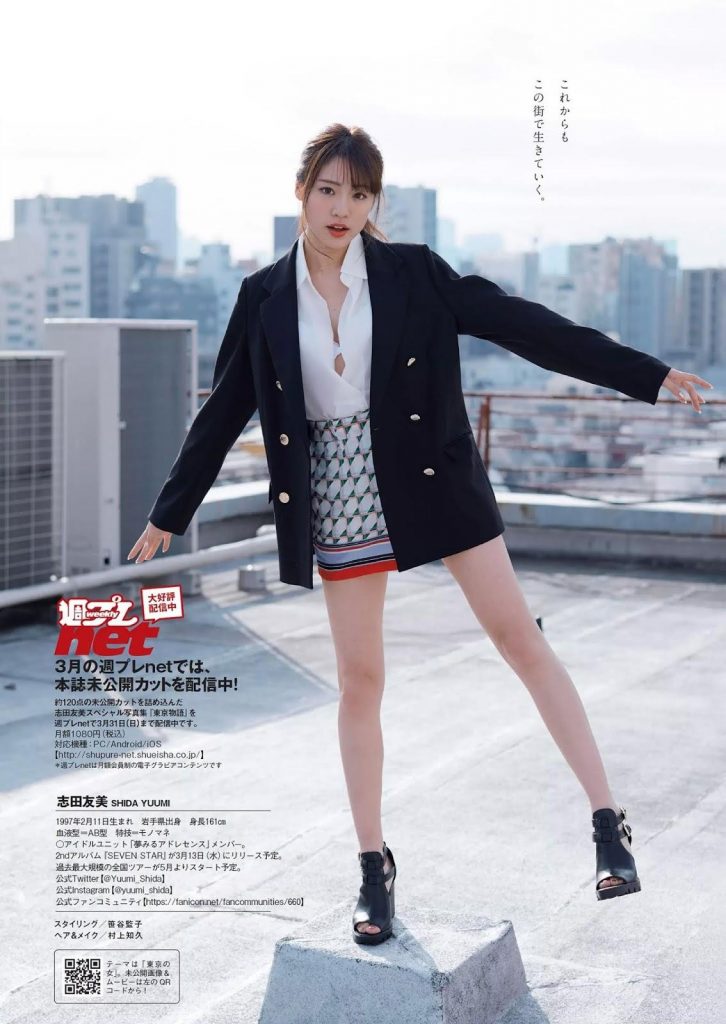 これからも
この街で生きていく。
週プレ
weekly
net
大好評
配信中
3月の週プレnetでは、
本誌未公開カットを配信中!
約120点の未公開カットを詰め込んだ
志田友美スペシャル写真集『東京物語』を
週プレnetで3月31日(日)まで配信中です。
月額1080円(税込)
対応機種:PC/Android/iOS
【http://shupure-net.shueisha.co.jp/】
*週プレnetは月額会員制の電子グラビアコンテンツです
志田友美 SHIDA YUUMI
1997年2月11日生まれ 岩手県出身 身長161㎝
血液型=AB型 特技=モノマネ
○アイドルユニット「夢みるアドレセンス」メンバー。
2ndアルバム『SEVEN STAR』が3月13日(水)にリリース予定。
過去最大規模の全国ツアーが5月よりスタート予定。
公式Twitter【@Yuumi_Shida】
公式Instagram【@yuumi_shida】
公式ファンコミュニティ【https://fanicon.net/fancommunities/660】
スタイリング/笹谷藍子
ヘア&メイク/村上知久
テーマは「東京の
女」。未公開画像&
ムービーは左のQR
コードから!